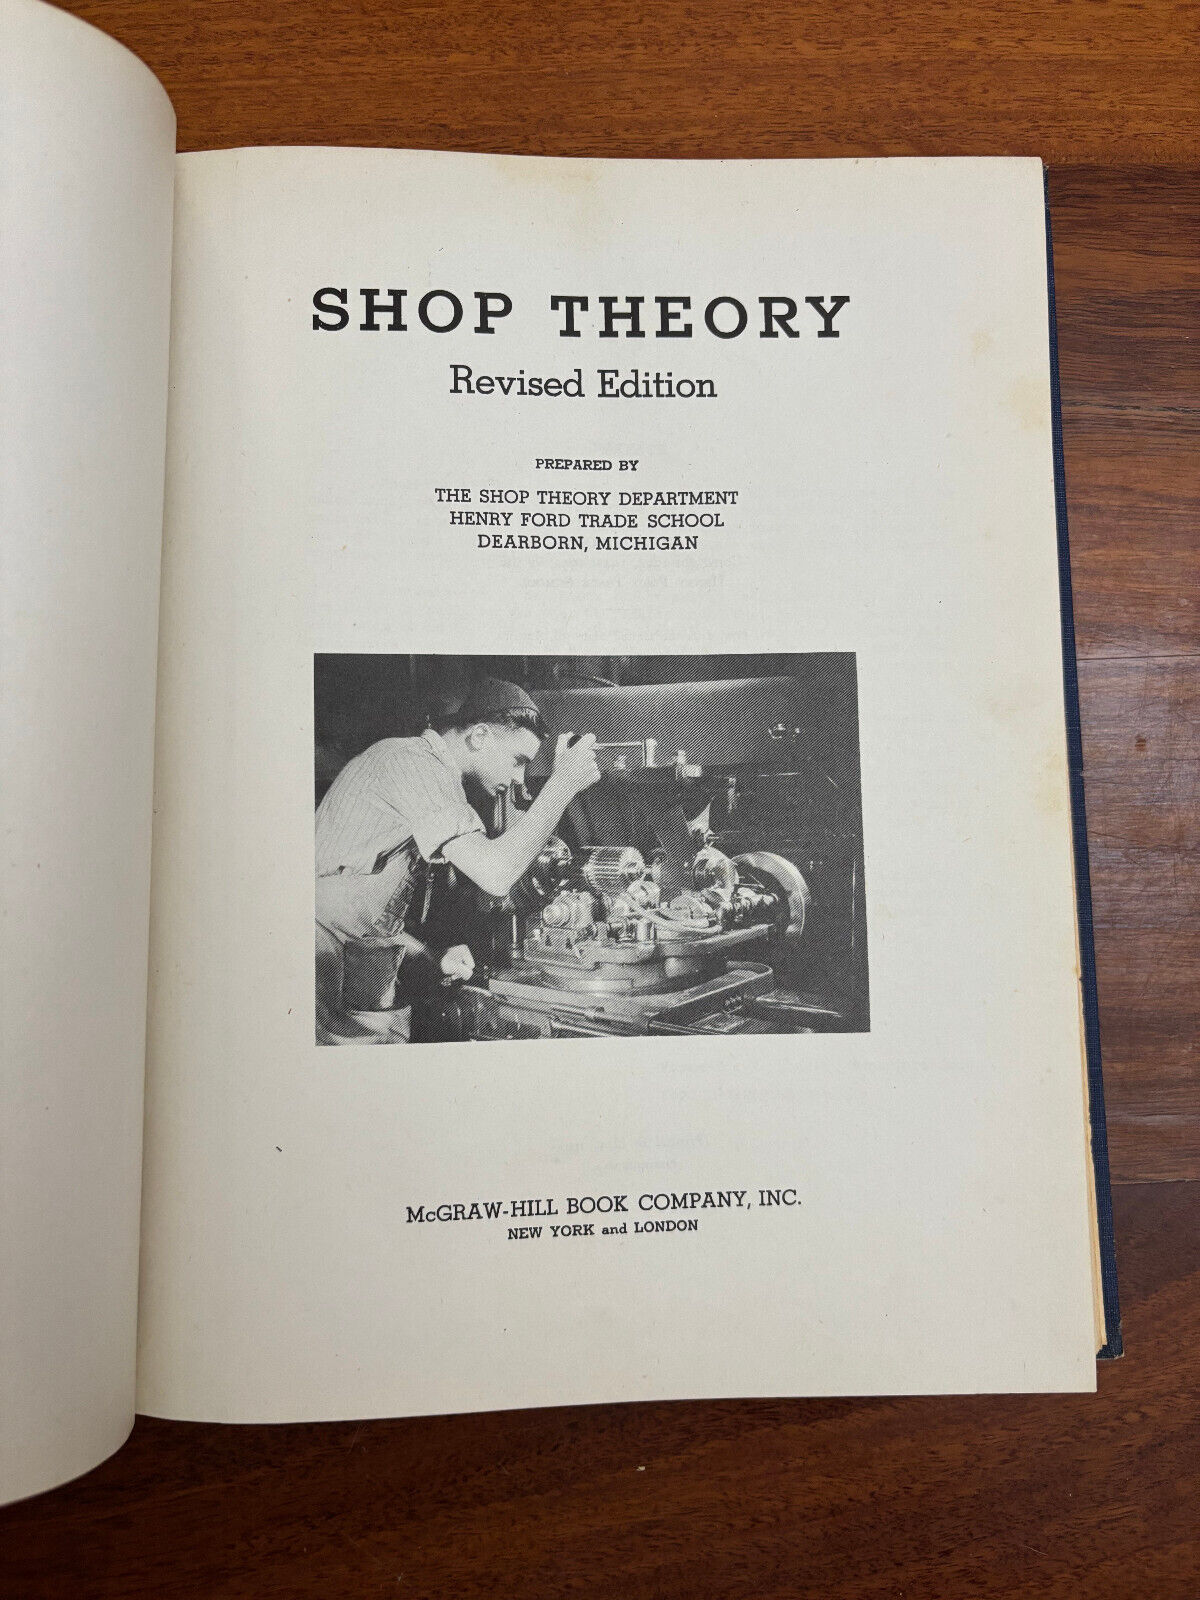 SHOP THEORY
Revised Edition
PREPARED BY
THE SHOP THEORY DEPARTMENT
HENRY FORD TRADE SCHOOL
DEARBORN, MICHIGAN
McGRAW-HILL BOOK COMPANY, INC.
NEW YORK and LONDON